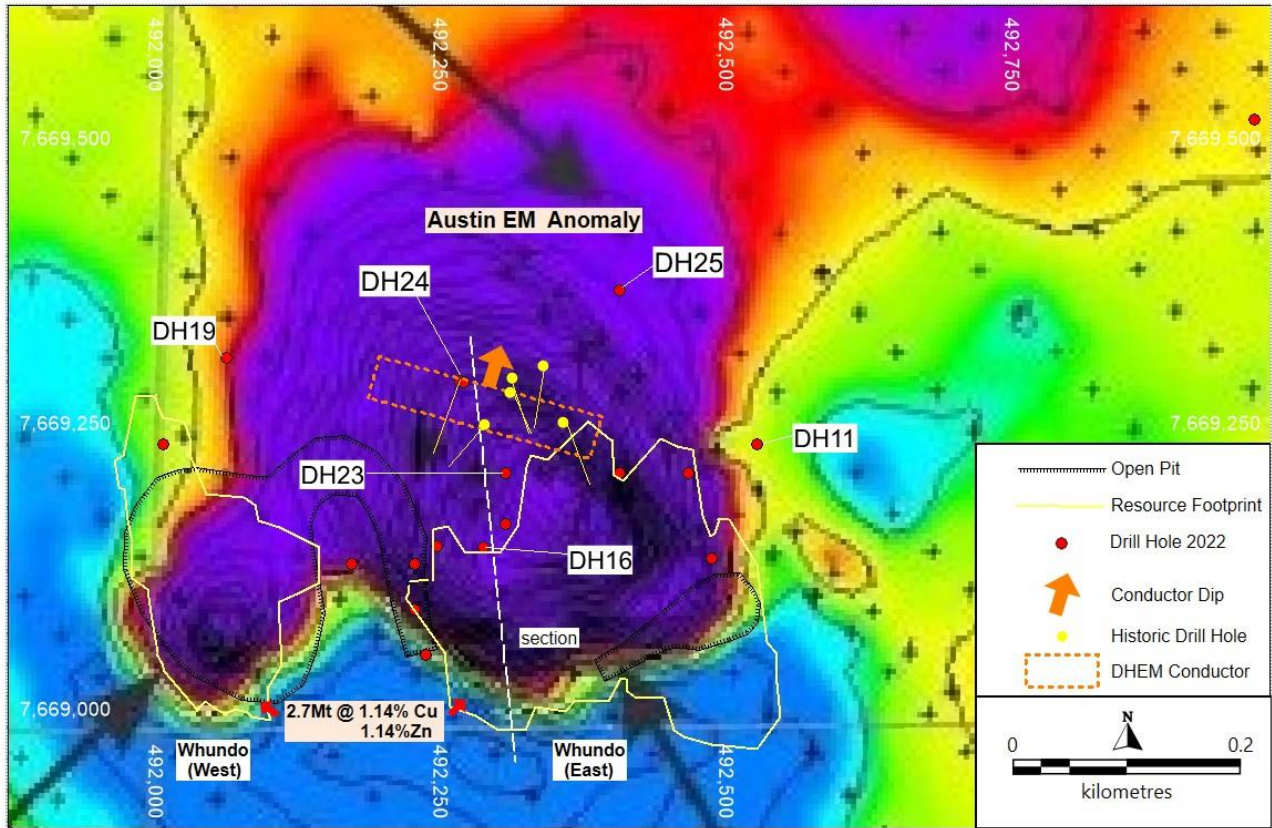 492,000
492,250
492,500
492,750
7,669,500
7,669,500
Austin EM Anomaly
DH24
DH25
DH19
7,669,250
7,669,250
DH11
DH23
DH16
section
7,669,000
2.7Mt @ 1.14% Cu
1.14%Zn
Whundo
(West)
Whundo
(East)
492,000
492,250
492,500
Open Pit
Resource Footprint
Drill Hole 2022
Conductor Dip
Historic Drill Hole
DHEM Conductor
N
0
0.2
kilometres